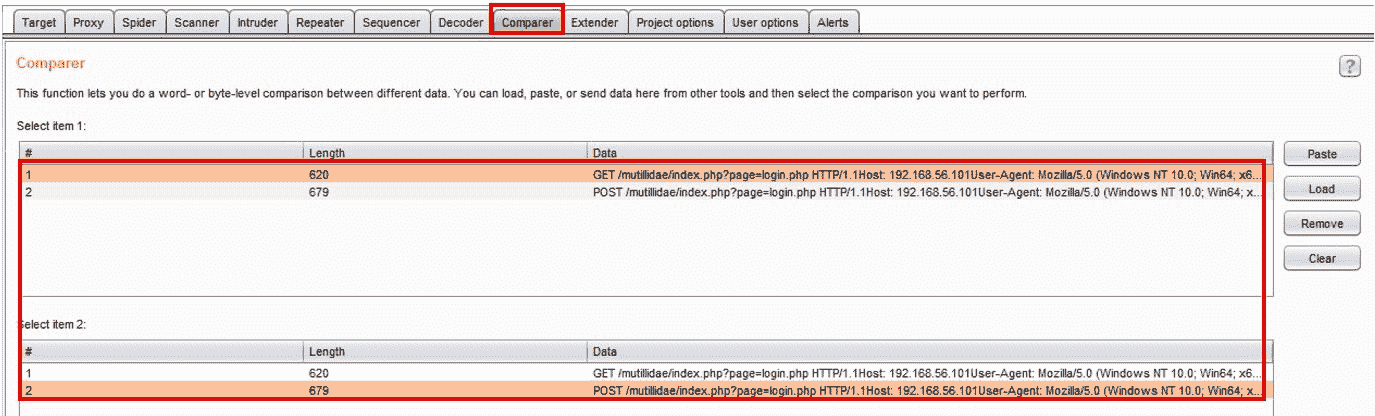 Target Proxy Spider Scanner Intruder Repeater Sequencer Decoder Comparer Extender Project options User options Alerts
Comparer
?
This function lets you do a word- or byte-level comparison between different data. You can load, paste, or send data here from other tools and then select the comparison you want to perform.
Select item 1:
# Length Data
Paste
1 620 GET /mutillidae/index.php?page=login.php HTTP/1.1Host: 192.168.56.101User-Agent: Mozilla/5.0 (Windows NT 10.0; Win64; x6...
2 679 POST /mutillidae/index.php?page=login.php HTTP/1.1Host: 192.168.56.101User-Agent: Mozilla/5.0 (Windows NT 10.0; Win64; x...
Load
Remove
Clear
Select item 2:
# Length Data
1 620 GET /mutillidae/index.php?page=login.php HTTP/1.1Host: 192.168.56.101User-Agent: Mozilla/5.0 (Windows NT 10.0; Win64; x6...
2 679 POST /mutillidae/index.php?page=login.php HTTP/1.1Host: 192.168.56.101User-Agent: Mozilla/5.0 (Windows NT 10.0; Win64; x...